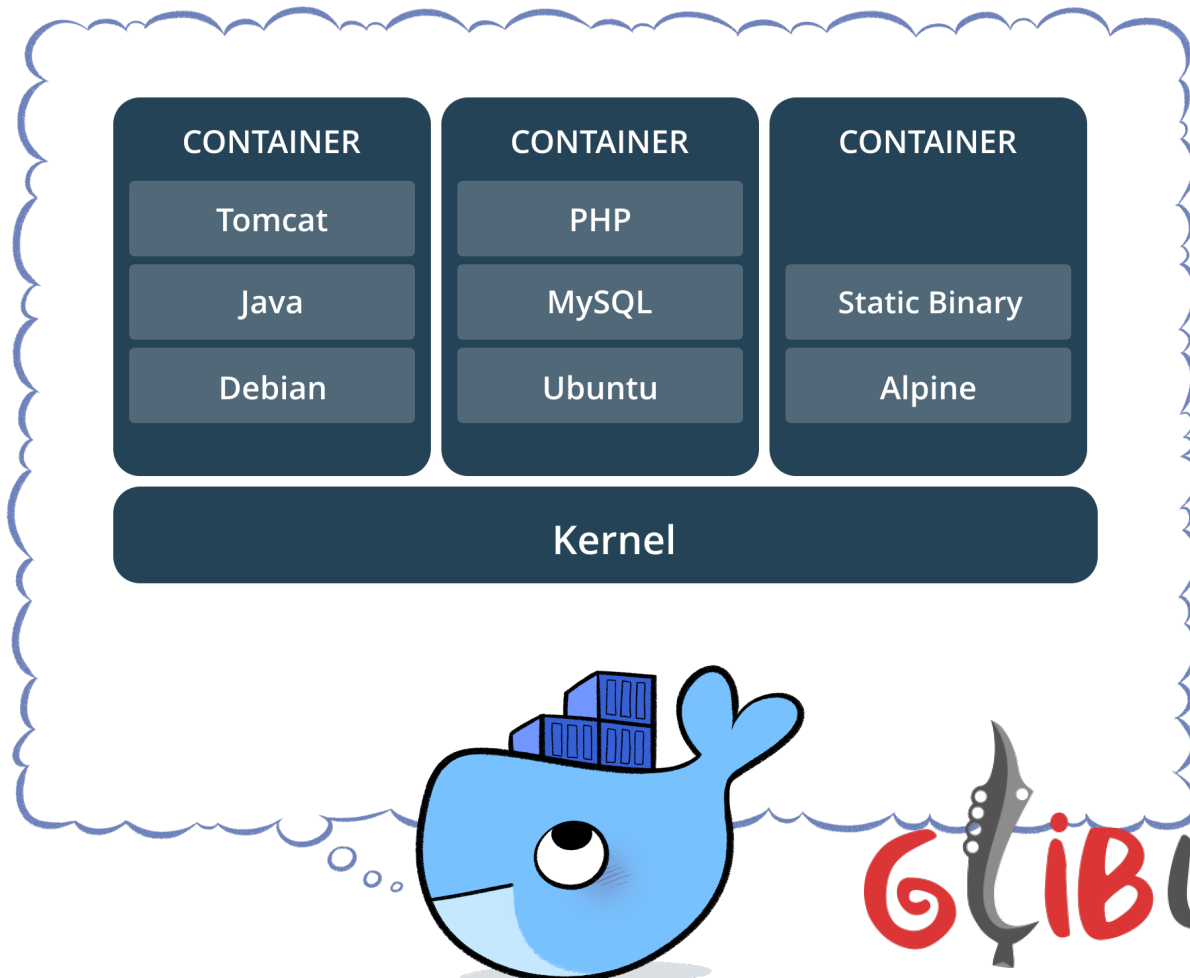 CONTAINER
Tomcat
Java
Debian
CONTAINER
PHP
MySQL
Ubuntu
CONTAINER
Static Binary
Alpine
Kernel